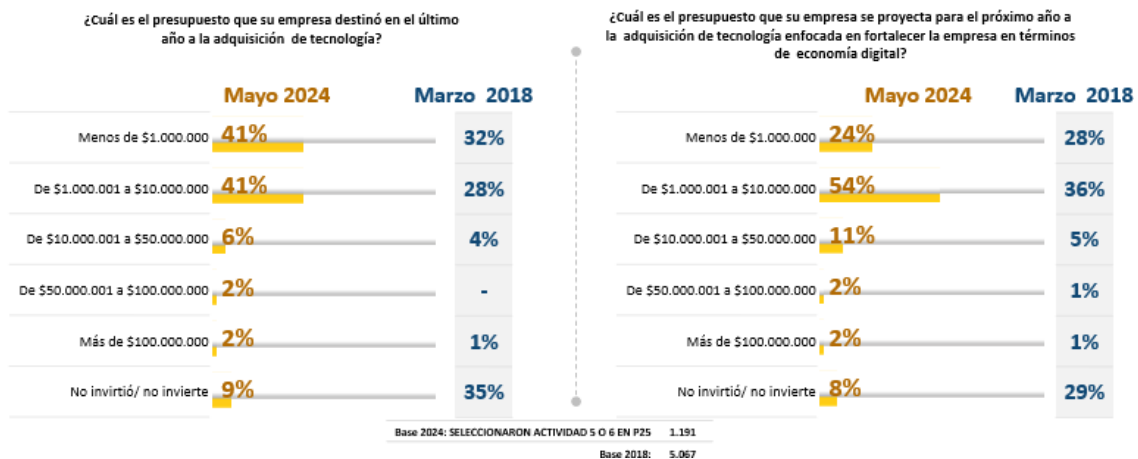 ¿Cuál es el presupuesto que su empresa destinó en el último
año a la adquisición de tecnología?
Mayo 2024 Marzo 2018
Menos de $1.000.000 41% 32%
De $1.000.001 a $10.000.000 41% 28%
De $10.000.001 a $50.000.000 6% 4%
De $50.000.001 a $100.000.000 2% -
Más de $100.000.000 2% 1%
No invirtió/ no invierte 9% 35%
¿Cuál es el presupuesto que su empresa se proyecta para el próximo año a
la adquisición de tecnología enfocada en fortalecer la empresa en términos
de economía digital?
Mayo 2024 Marzo 2018
Menos de $1.000.000 24% 28%
De $1.000.001 a $10.000.000 54% 36%
De $10.000.001 a $50.000.000 11% 5%
De $50.000.001 a $100.000.000 2% 1%
Más de $100.000.000 2% 1%
No invirtió/ no invierte 8% 29%
Base 2024: SELECCIONARON ACTIVIDAD 5 O 6 EN P25 1.191
Base 2018: 5.067